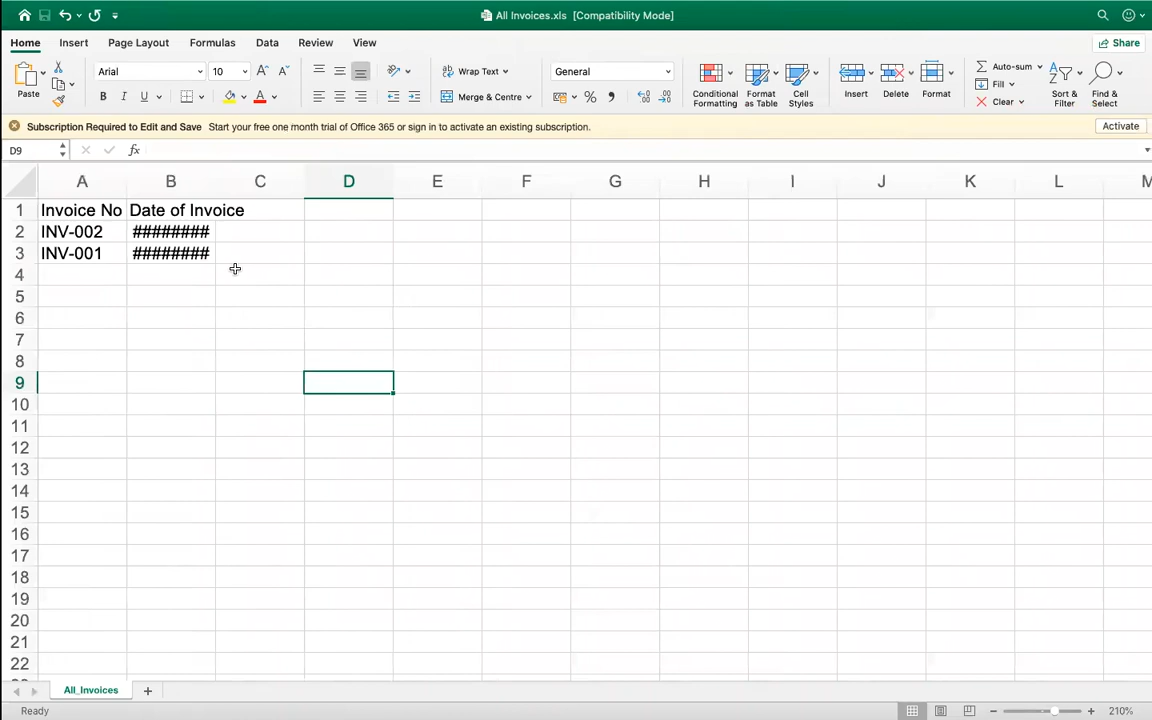 All Invoices.xls [Compatibility Mode]
Home Insert Page Layout Formulas Data Review View Share
Paste Arial 10 A A Wrap Text General Conditional Formatting Format as Table Cell Styles Insert Delete Format Auto-sum Sort & Filter Find & Select
B I U A Merge & Centre % Fill
Clear
Subscription Required to Edit and Save Start your free one month trial of Office 365 or sign in to activate an existing subscription. Activate
D9 fx
A B C D E F G H I J K L M
1 Invoice No Date of Invoice
2 INV-002 ########
3 INV-001 ########
4
5
6
7
8
9
10
11
12
13
14
15
16
17
18
19
20
21
22
All_Invoices +
Ready 210%